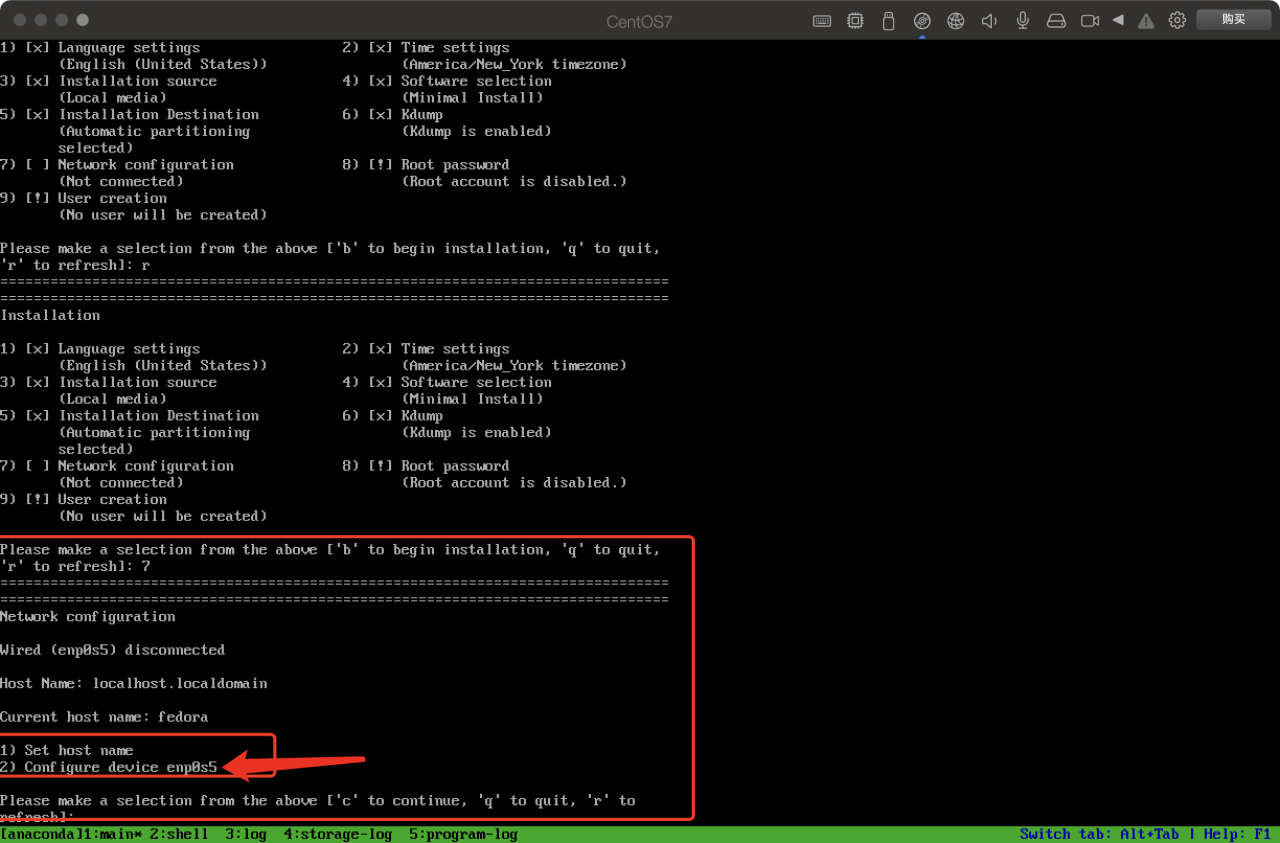 CentOS7
购买
1) [x] Language settings 2) [x] Time settings
(English (United States)) (America/New_York timezone)
3) [x] Installation source 4) [x] Software selection
(Local media) (Minimal Install)
5) [x] Installation Destination 6) [x] Kdump
(Automatic partitioning (Kdump is enabled)
selected)
7) [ ] Network configuration 8) [!] Root password
(Not connected) (Root account is disabled.)
9) [!] User creation
(No user will be created)
Please make a selection from the above ['b' to begin installation, 'q' to quit,
'r' to refresh]: r
================================================================================
================================================================================
Installation
1) [x] Language settings 2) [x] Time settings
(English (United States)) (America/New_York timezone)
3) [x] Installation source 4) [x] Software selection
(Local media) (Minimal Install)
5) [x] Installation Destination 6) [x] Kdump
(Automatic partitioning (Kdump is enabled)
selected)
7) [ ] Network configuration 8) [!] Root password
(Not connected) (Root account is disabled.)
9) [!] User creation
(No user will be created)
Please make a selection from the above ['b' to begin installation, 'q' to quit,
'r' to refresh]: 7
================================================================================
================================================================================
Network configuration
Wired (enp0s5) disconnected
Host Name: localhost.localdomain
Current host name: fedora
1) Set host name
2) Configure device enp0s5
Please make a selection from the above ['c' to continue, 'q' to quit, 'r' to
refresh]:
[anaconda]1:main* 2:shell 3:log 4:storage-log 5:program-log Switch tab: Alt+Tab | Help: F1